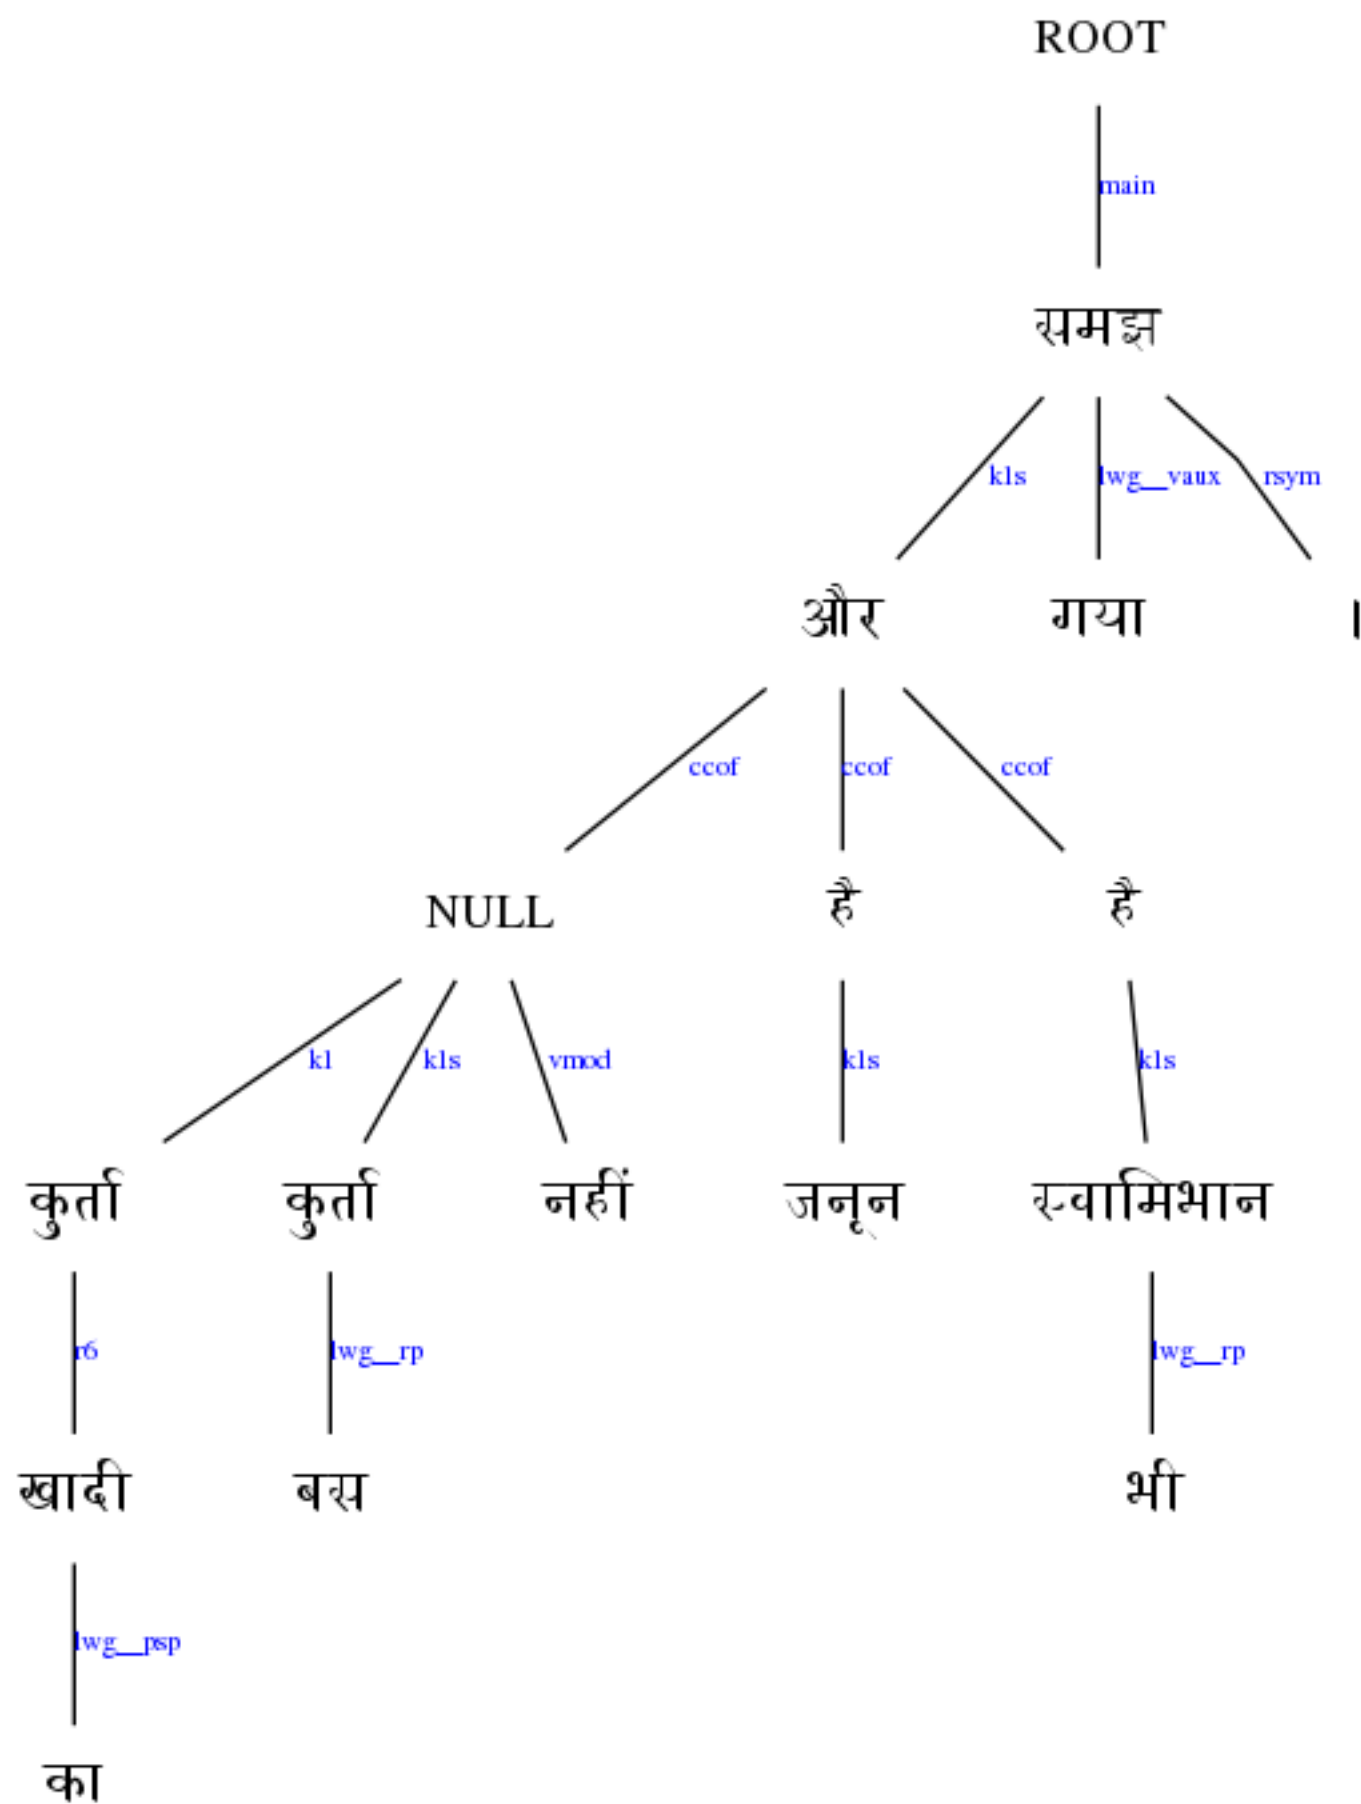 ROOT
main
समझ
k1s lwg__vaux rsym
और गया ।
ccof ccof ccof
NULL है है
k1 k1s vmod k1s k1s
कुर्ता कुर्ता नहीं जनून स्वामिभान
r6 lwg__rp lwg__rp
खादी बस भी
lwg__psp
का